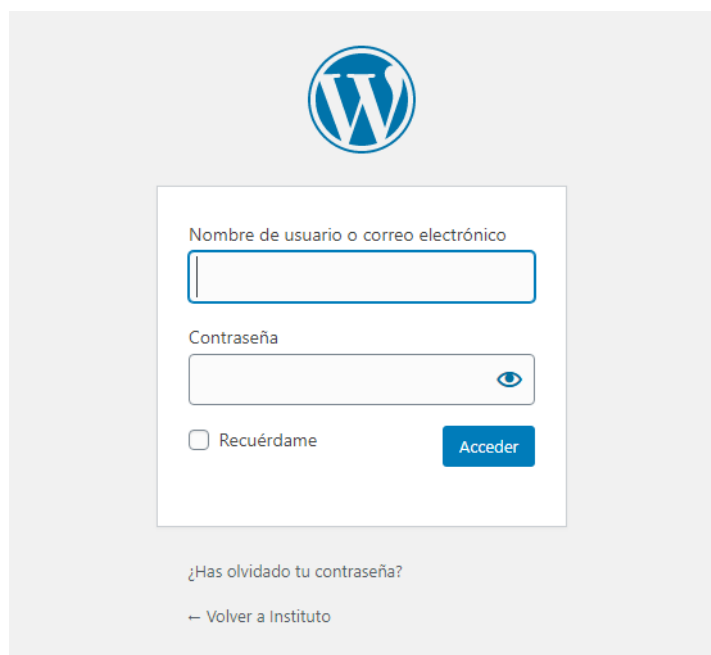 Nombre de usuario o correo electrónico
Contraseña
Recuérdame
Acceder
¿Has olvidado tu contraseña?
← Volver a Instituto